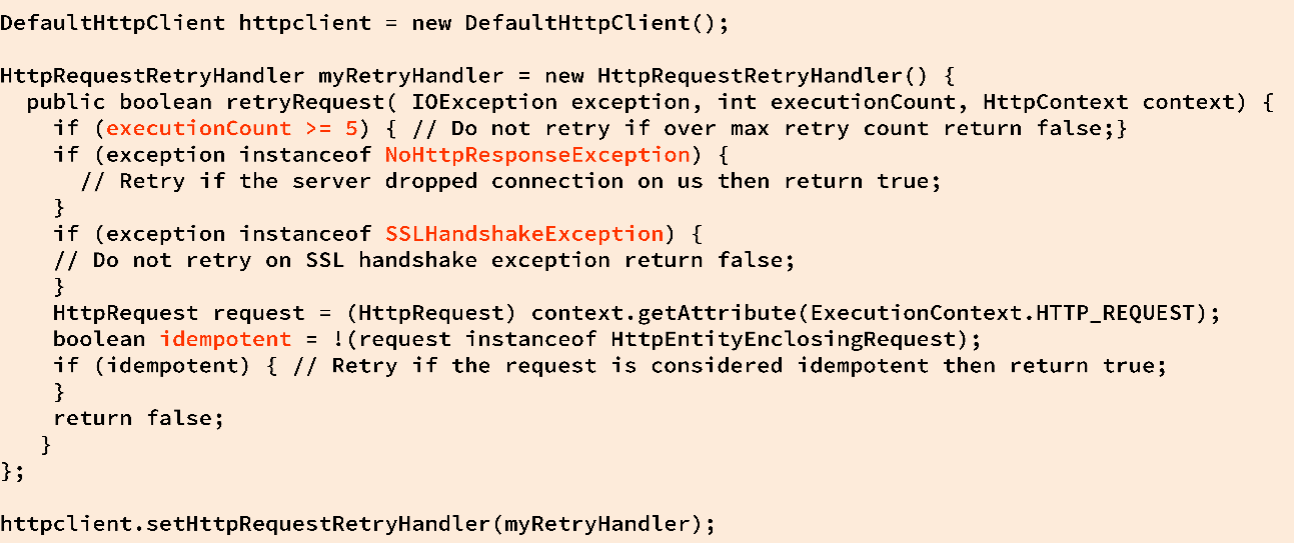 DefaultHttpClient httpclient = new DefaultHttpClient();
HttpRequestRetryHandler myRetryHandler = new HttpRequestRetryHandler() {
public boolean retryRequest( IOException exception, int executionCount, HttpContext context) {
if (executionCount >= 5) { // Do not retry if over max retry count return false;}
if (exception instanceof NoHttpResponseException) {
// Retry if the server dropped connection on us then return true;
}
if (exception instanceof SSLHandshakeException) {
// Do not retry on SSL handshake exception return false;
}
HttpRequest request = (HttpRequest) context.getAttribute(ExecutionContext.HTTP_REQUEST);
boolean idempotent = !(request instanceof HttpEntityEnclosingRequest);
if (idempotent) { // Retry if the request is considered idempotent then return true;
}
return false;
}
};
httpclient.setHttpRequestRetryHandler(myRetryHandler);